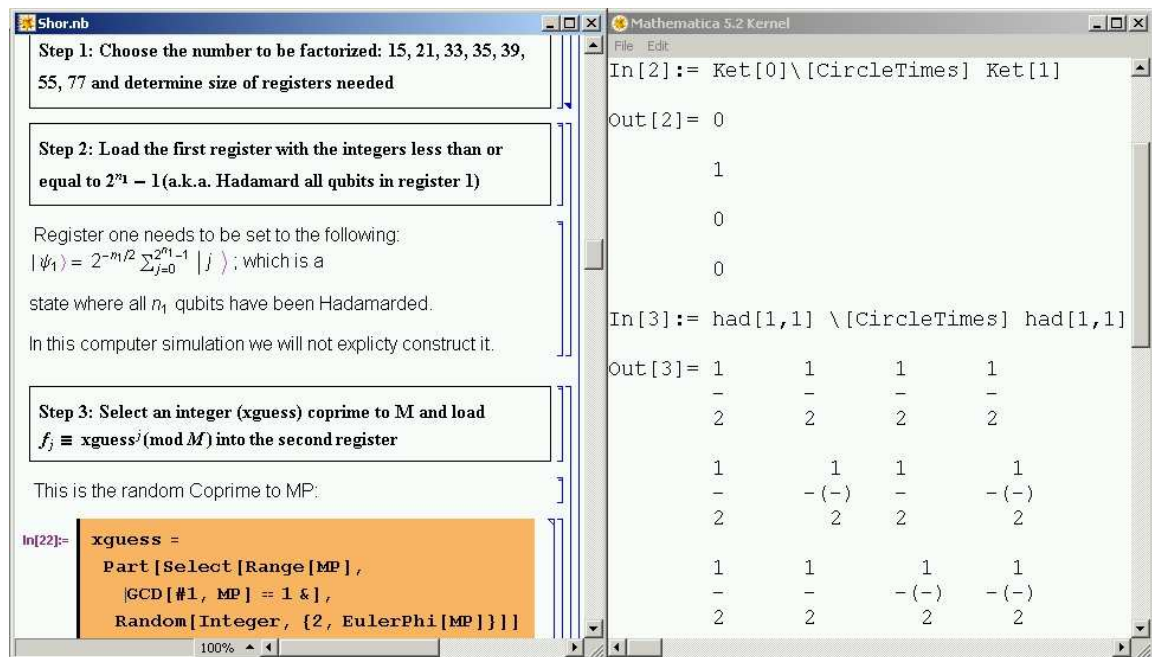 Shor.nb
Step 1: Choose the number to be factorized: 15, 21, 33, 35, 39,
55, 77 and determine size of registers needed
Step 2: Load the first register with the integers less than or
equal to 2^n₁ − 1(a.k.a. Hadamard all qubits in register 1)
Register one needs to be set to the following:
|ψ₁⟩ = 2^(−n₁/2) ∑_(j=0)^(2^n₁−1) | j ⟩ ; which is a
state where all n₁ qubits have been Hadamarded.
In this computer simulation we will not explicty construct it.
Step 3: Select an integer (xguess) coprime to M and load
f_j ≡ xguess^j (mod M) into the second register
This is the random Coprime to MP:
In[22]:= xguess =
Part[Select[Range[MP],
GCD[#1, MP] == 1 &],
Random[Integer, {2, EulerPhi[MP]}]]
100%
Mathematica 5.2 Kernel
File Edit
In[2]:= Ket[0]\[CircleTimes] Ket[1]
Out[2]= 0
1
0
0
In[3]:= had[1,1] \[CircleTimes] had[1,1]
Out[3]= 1 1 1 1
- - - -
2 2 2 2
1 1 1 1
- -(-) - -(-)
2 2 2 2
1 1 1 1
- - -(-) -(-)
2 2 2 2